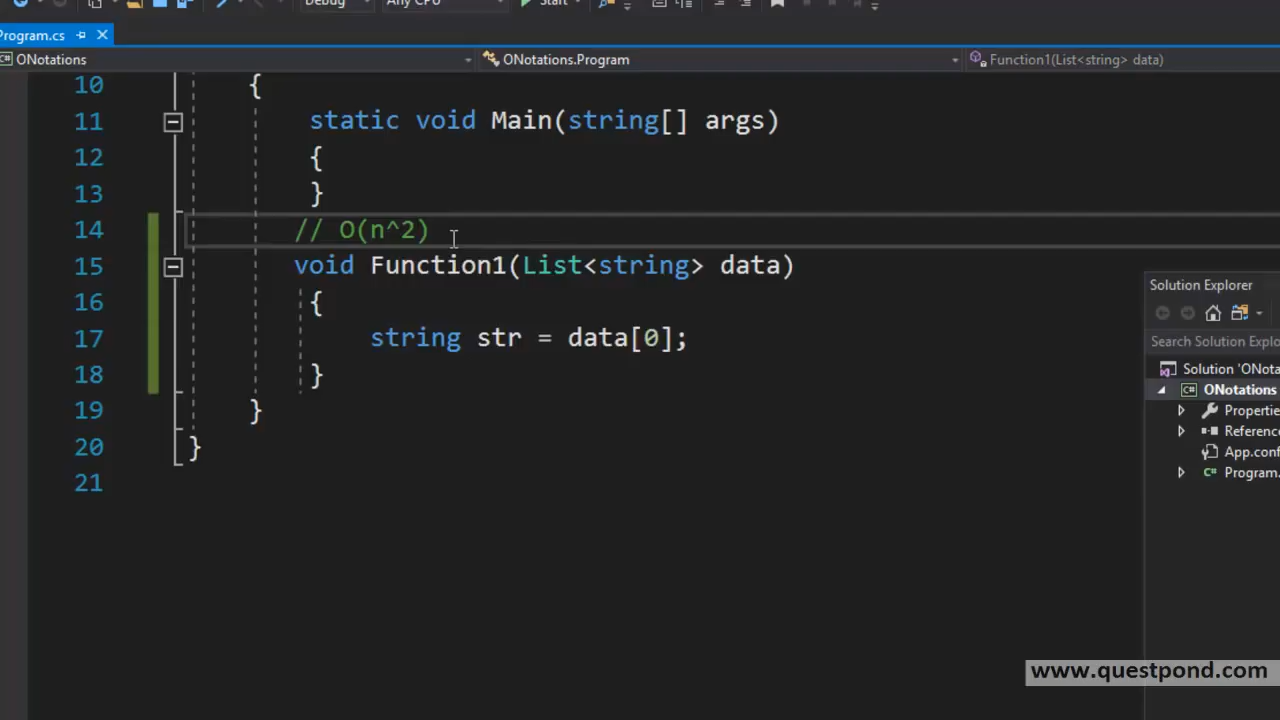 Debug
Any CPU
Start
Program.cs
ONotations
ONotations.Program
Function1(List<string> data)
10 {
11 static void Main(string[] args)
12 {
13 }
14 // O(n^2)
15 void Function1(List<string> data)
16 {
17 string str = data[0];
18 }
19 }
20 }
21
Solution Explorer
Search Solution Explo
Solution 'ONota
C# ONotations
Propertie
Reference
App.conf
C# Program.
www.questpond.com